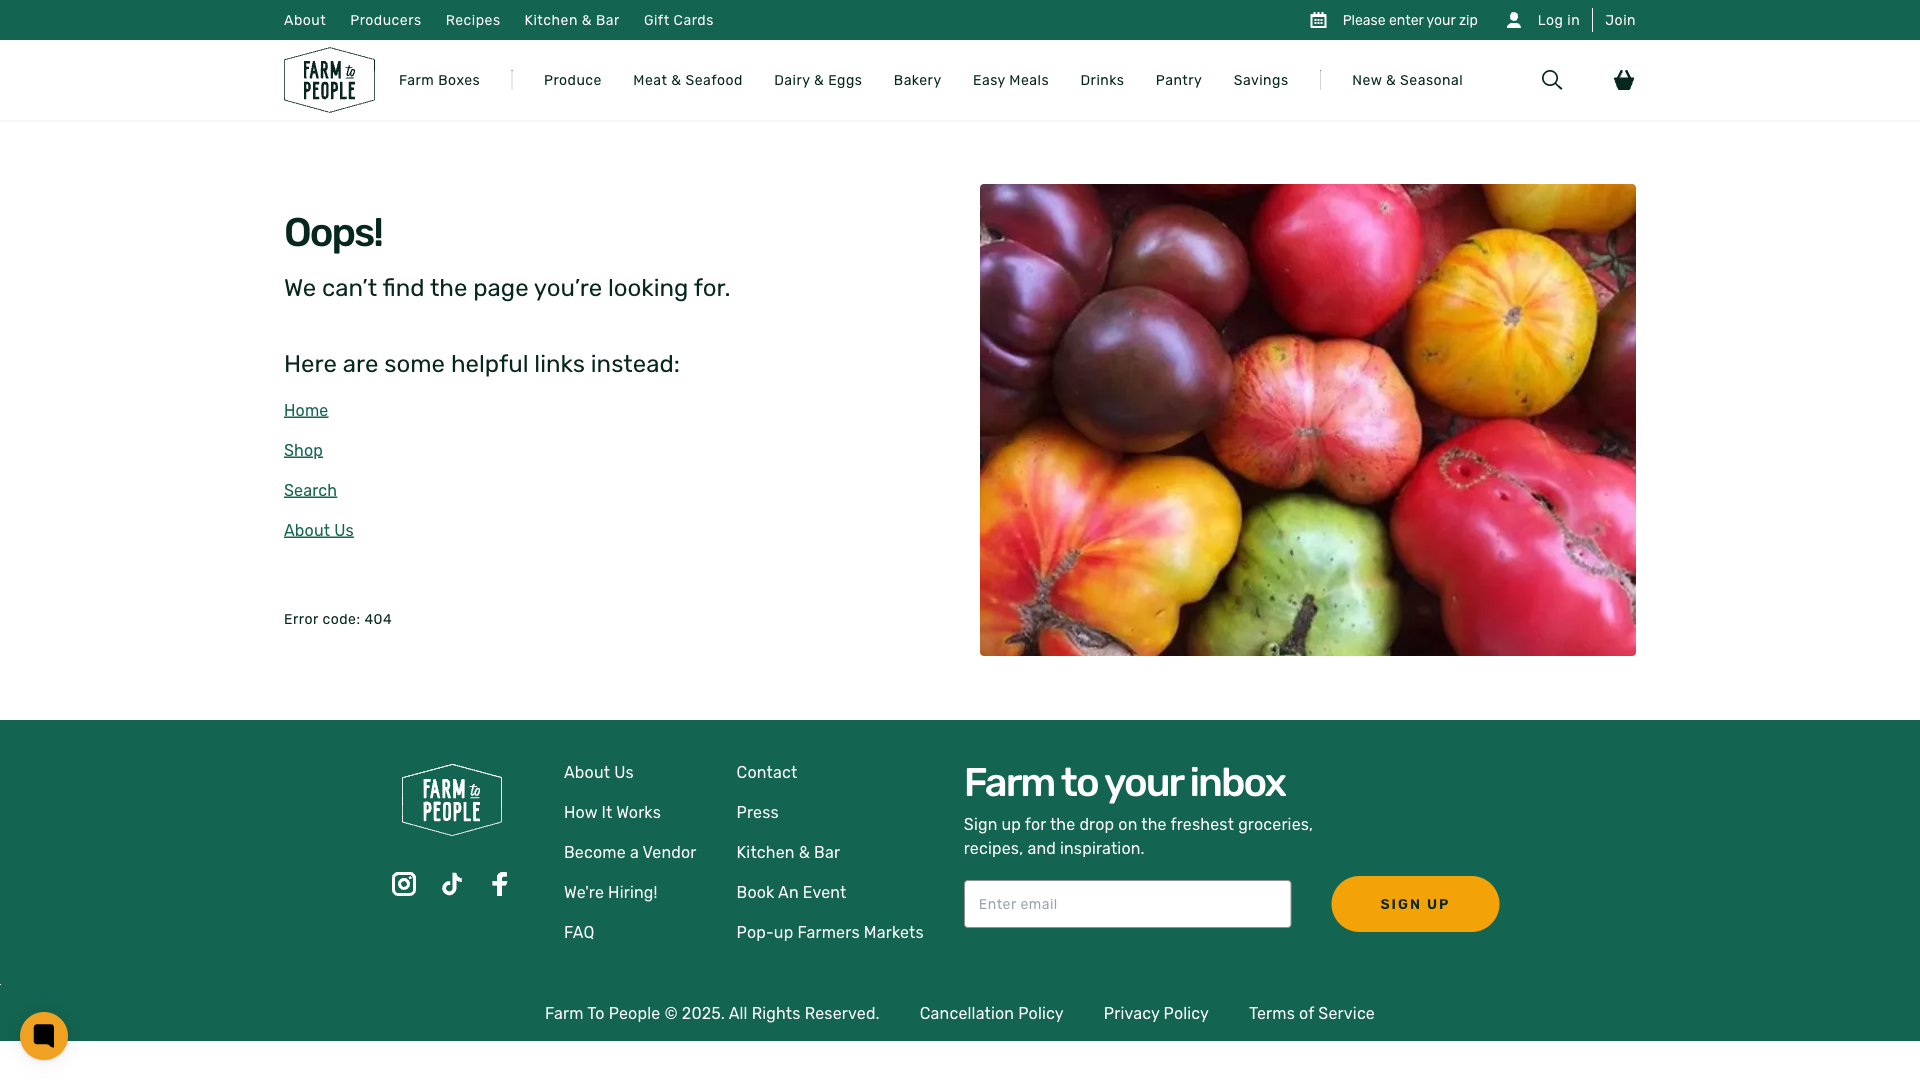 About
Producers
Recipes
Kitchen & Bar
Gift Cards
Please enter your zip
Log in
Join
FARM to
PEOPLE
Farm Boxes
Produce
Meat & Seafood
Dairy & Eggs
Bakery
Easy Meals
Drinks
Pantry
Savings
New & Seasonal
Oops!
We can’t find the page you’re looking for.
Here are some helpful links instead:
Home
Shop
Search
About Us
Error code: 404
FARM to
PEOPLE
About Us
How It Works
Become a Vendor
We're Hiring!
FAQ
Contact
Press
Kitchen & Bar
Book An Event
Pop-up Farmers Markets
Farm to your inbox
Sign up for the drop on the freshest groceries,
recipes, and inspiration.
Enter email
SIGN UP
Farm To People © 2025. All Rights Reserved.
Cancellation Policy
Privacy Policy
Terms of Service